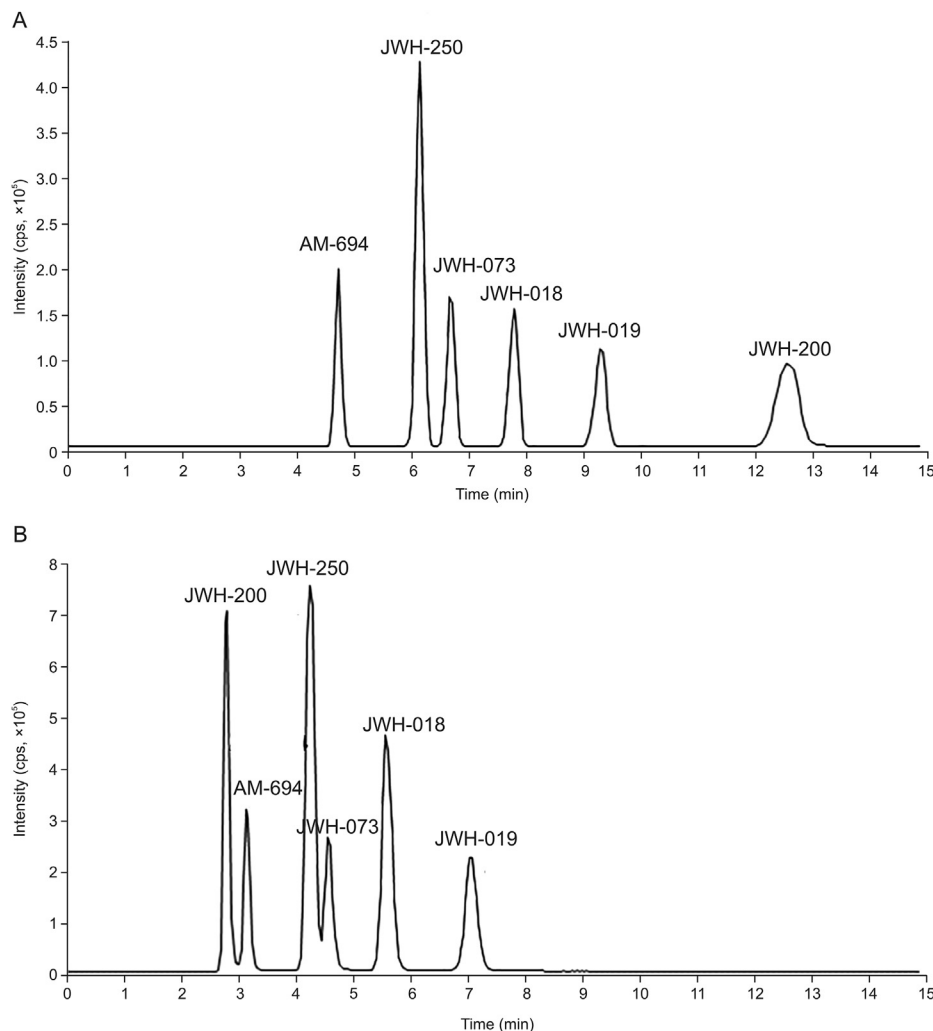 A
4.5
4.0
3.5
3.0
2.5
2.0
1.5
1.0
0.5
0
Intensity (cps, ×10⁵)
JWH-250
AM-694
JWH-073
JWH-018
JWH-019
JWH-200
0 1 2 3 4 5 6 7 8 9 10 11 12 13 14 15
Time (min)
B
8
7
6
5
4
3
2
1
0
Intensity (cps, ×10⁵)
JWH-250
JWH-200
JWH-018
AM-694
JWH-073
JWH-019
0 1 2 3 4 5 6 7 8 9 10 11 12 13 14 15
Time (min)